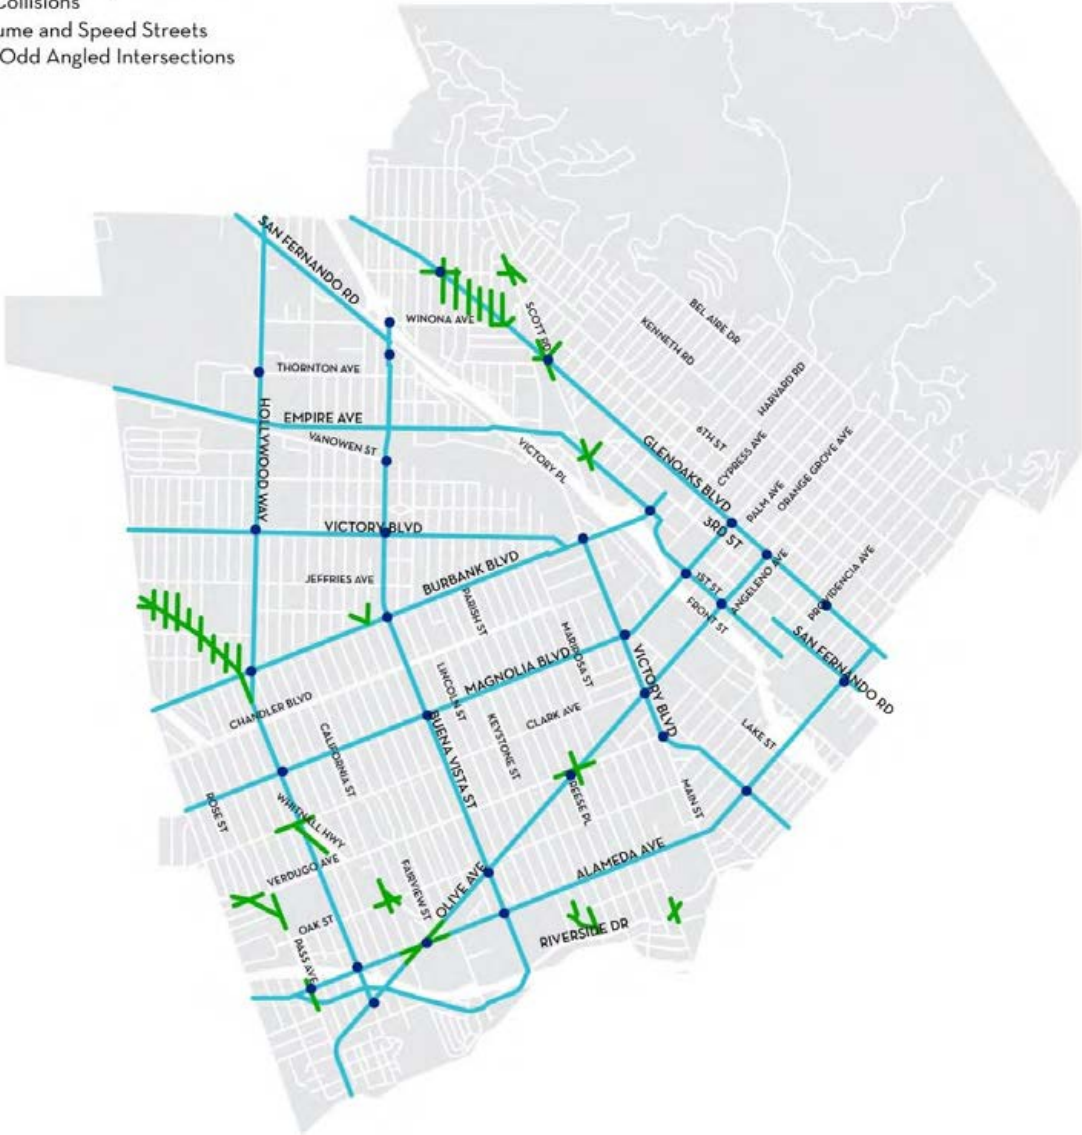 Collisions
ume and Speed Streets
Odd Angled Intersections
SAN FERNANDO RD
WINONA AVE
SCOTT RD
BEL AIRE DR
KENNETH RD
THORNTON AVE
HARVARD RD
HOLLYWOOD WAY
EMPIRE AVE
VANOWEN ST
VICTORY PL
6TH ST
CYPRESS AVE
GLENOAKS BLVD
PALM AVE
ORANGE GROVE AVE
3RD ST
VICTORY BLVD
JEFFRIES AVE
BURBANK BLVD
1ST ST
ANGELENO AVE
PROVIDENCIA AVE
FRONT ST
PARISH ST
MARIPOSA ST
SAN FERNANDO RD
MAGNOLIA BLVD
VICTORY BLVD
LINCOLN ST
CHANDLER BLVD
CLARK AVE
KEYSTONE ST
BUENA VISTA ST
LAKE ST
CALIFORNIA ST
REESE PL
MAIN ST
ROSE ST
WHITNALL HWY
VERDUGO AVE
FAIRVIEW ST
OLIVE AVE
ALAMEDA AVE
OAK ST
RIVERSIDE DR
PASS AVE